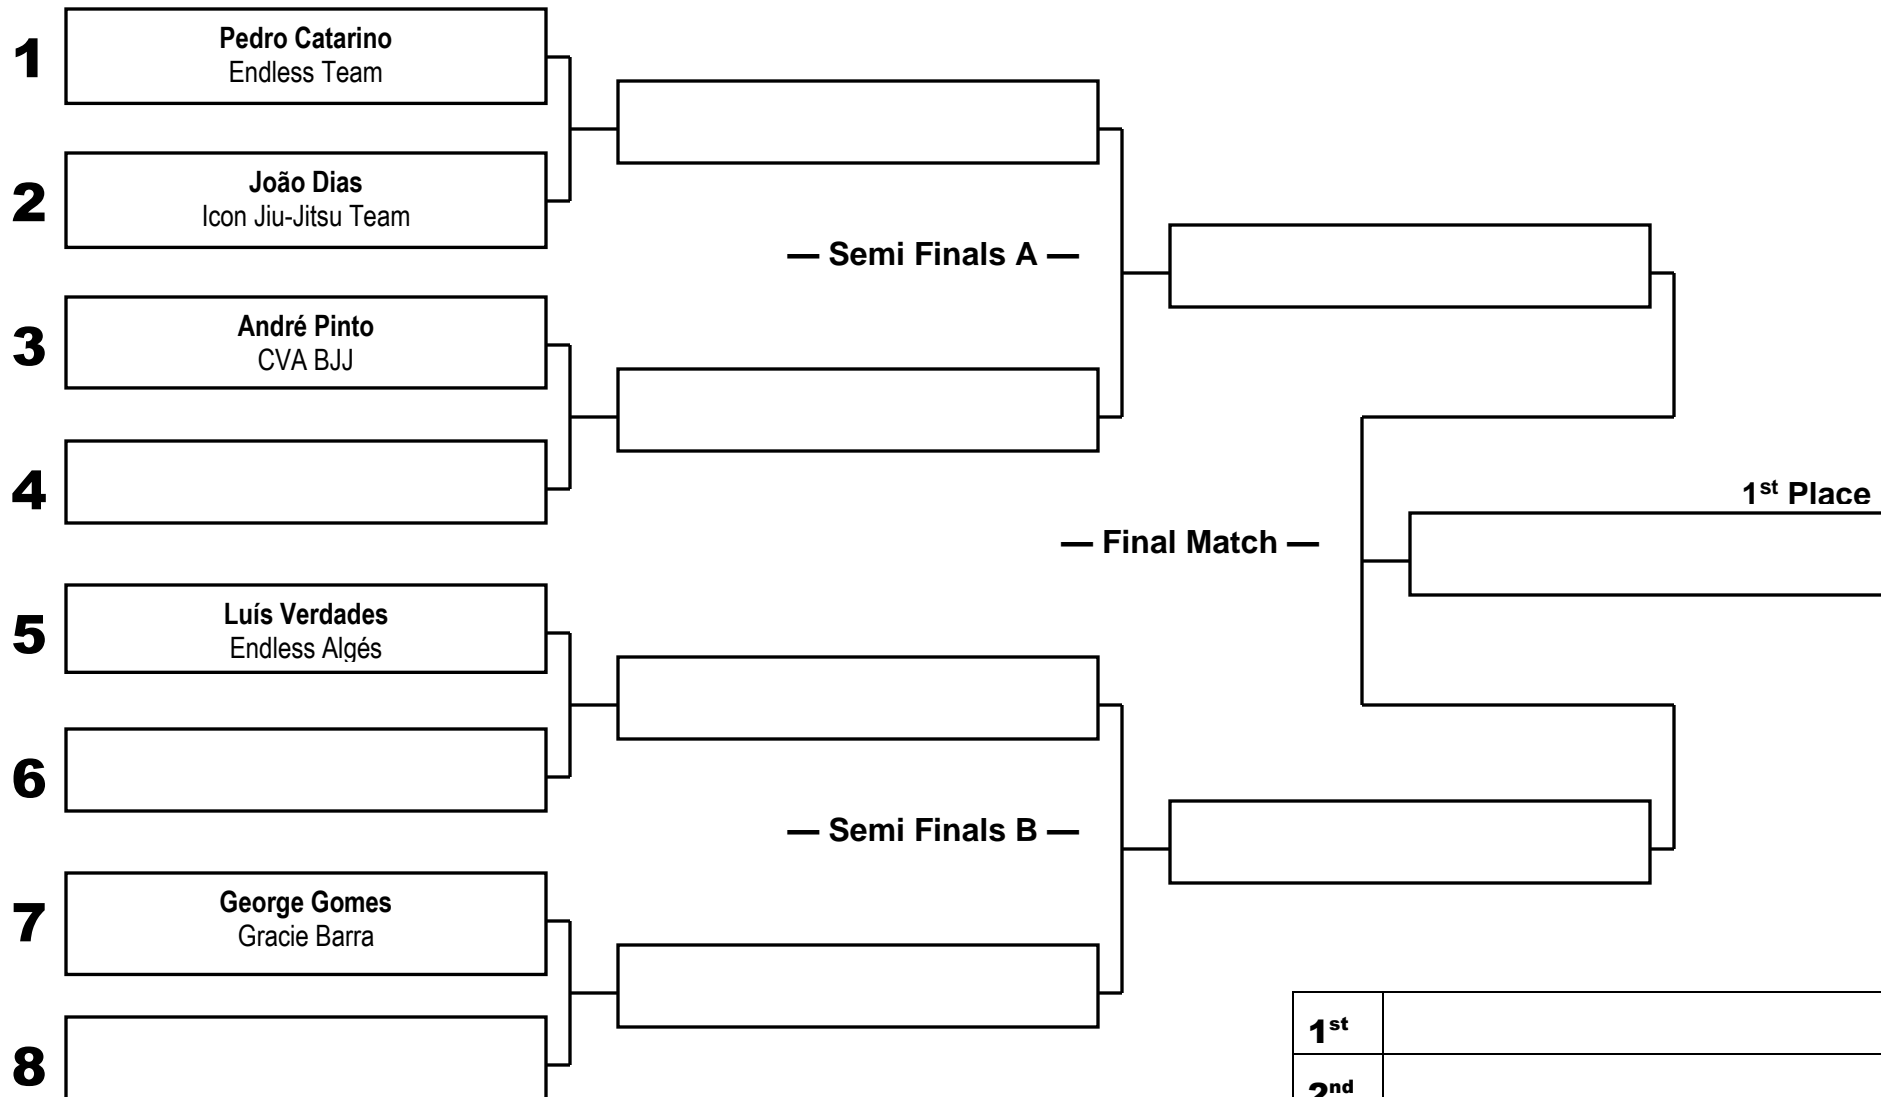 1
Pedro Catarino
Endless Team
2
João Dias
Icon Jiu-Jitsu Team
— Semi Finals A —
3
André Pinto
CVA BJJ
4
1st Place
— Final Match —
5
Luís Verdades
Endless Algés
6
— Semi Finals B —
7
George Gomes
Gracie Barra
8
1st
2nd